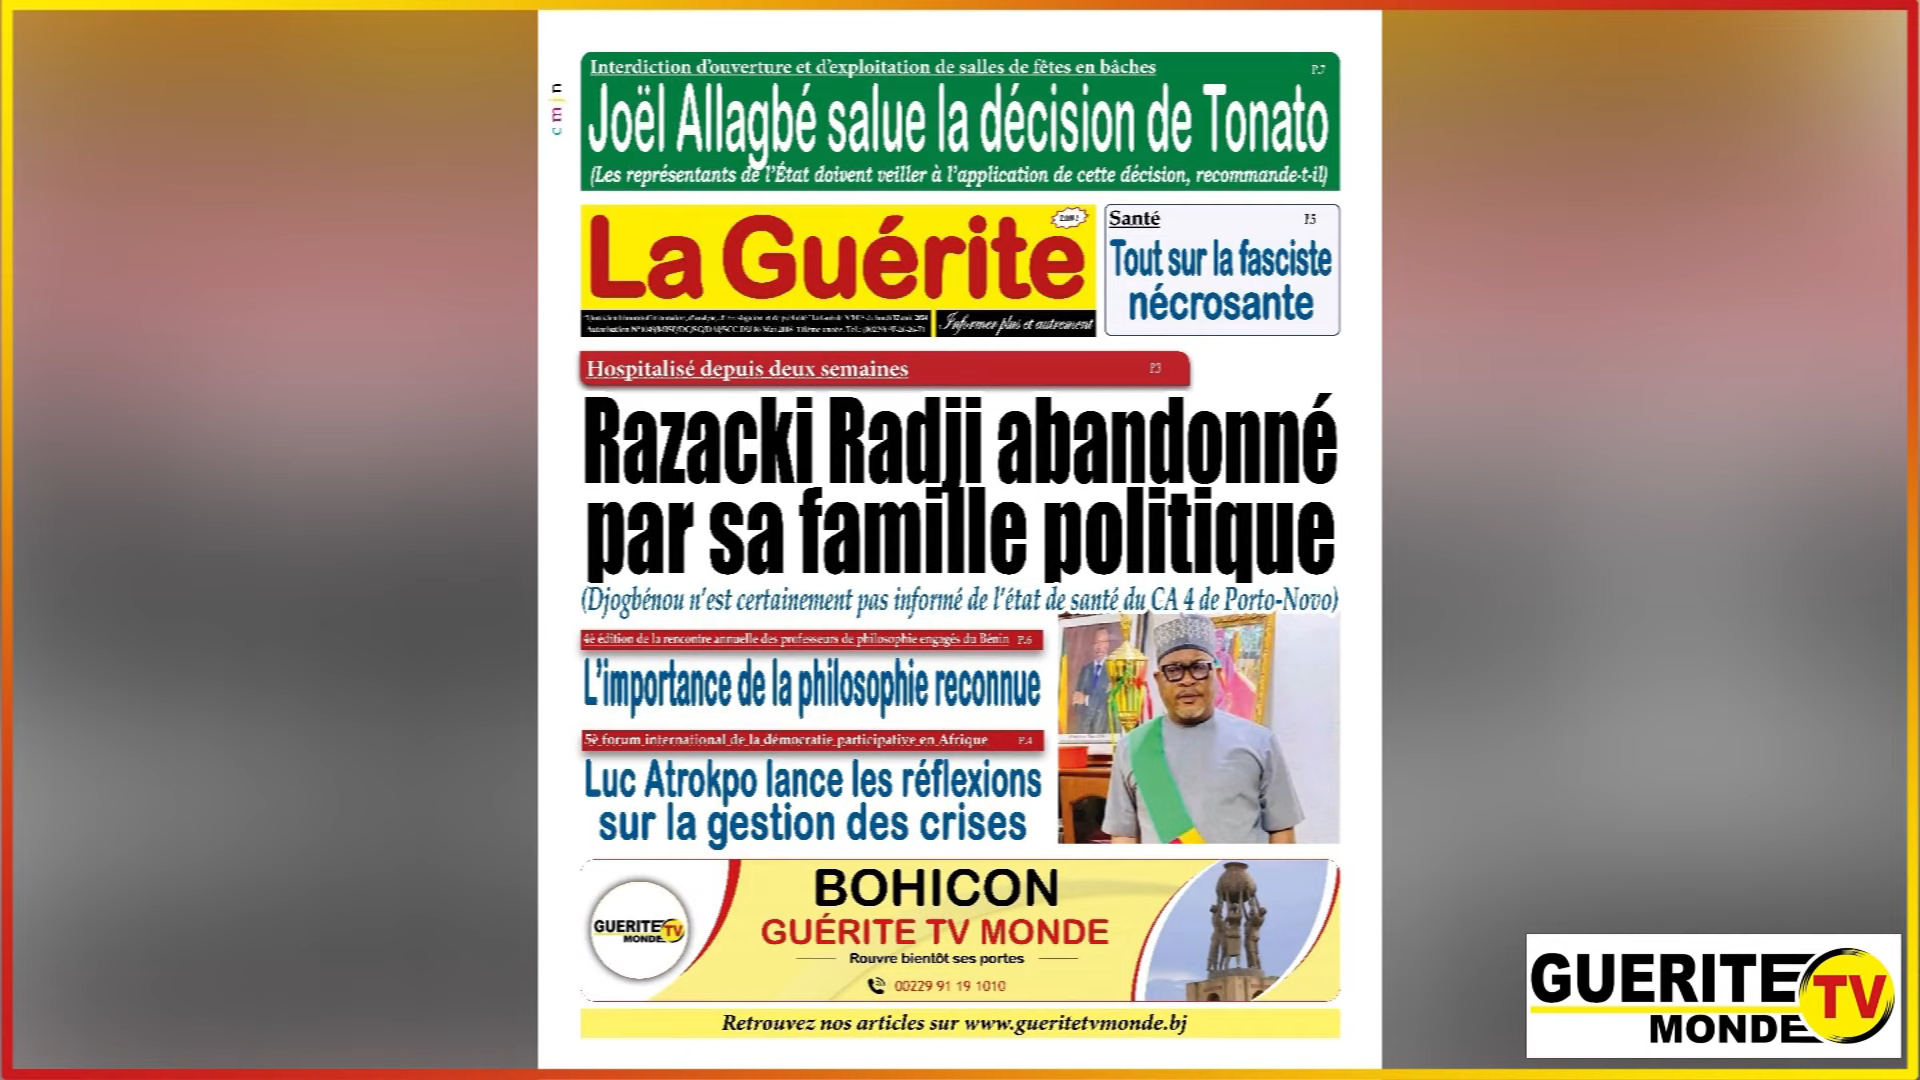 c m j n
Interdiction d'ouverture et d'exploitation de salles de fêtes en bâches P.7
Joël Allagbé salue la décision de Tonato
(Les représentants de l'État doivent veiller à l'application de cette décision, recommande-t-il)
La Guérite
Informer plus et autrement
Santé P.5
Tout sur la fasciste
nécrosante
Hospitalisé depuis deux semaines P.3
Razacki Radji abandonné
par sa famille politique
(Djogbénou n'est certainement pas informé de l'état de santé du CA 4 de Porto-Novo)
4è édition de la rencontre annuelle des professeurs de philosophie engagés du Bénin P.6
L'importance de la philosophie reconnue
5è forum international de la démocratie participative en Afrique P.4
Luc Atrokpo lance les réflexions
sur la gestion des crises
GUERITE TV
MONDE
BOHICON
GUÉRITE TV MONDE
Rouvre bientôt ses portes
00229 91 19 1010
Retrouvez nos articles sur www.gueritetvmonde.bj
GUERITE TV
MONDE